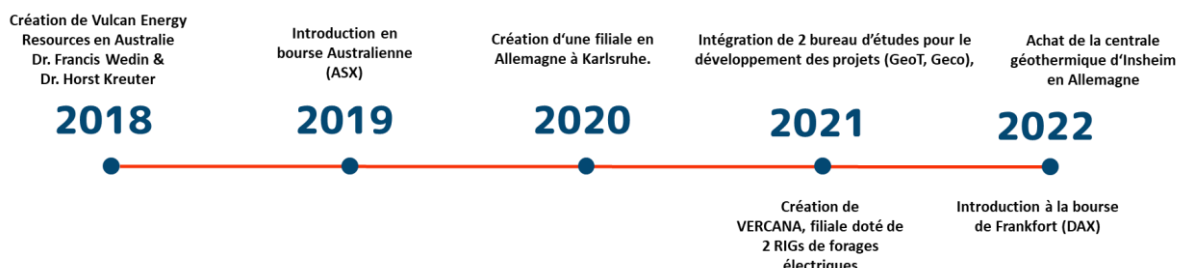 Création de Vulcan Energy
Resources en Australie
Dr. Francis Wedin &
Dr. Horst Kreuter
2018
Introduction en
bourse Australienne
(ASX)
2019
Création d‘une filiale en
Allemagne à Karlsruhe.
2020
Intégration de 2 bureau d’études pour le
développement des projets (GeoT, Geco),
2021
Création de
VERCANA, filiale doté de
2 RIGs de forages
électriques
Achat de la centrale
géothermique d‘Insheim
en Allemagne
2022
Introduction à la bourse
de Frankfort (DAX)